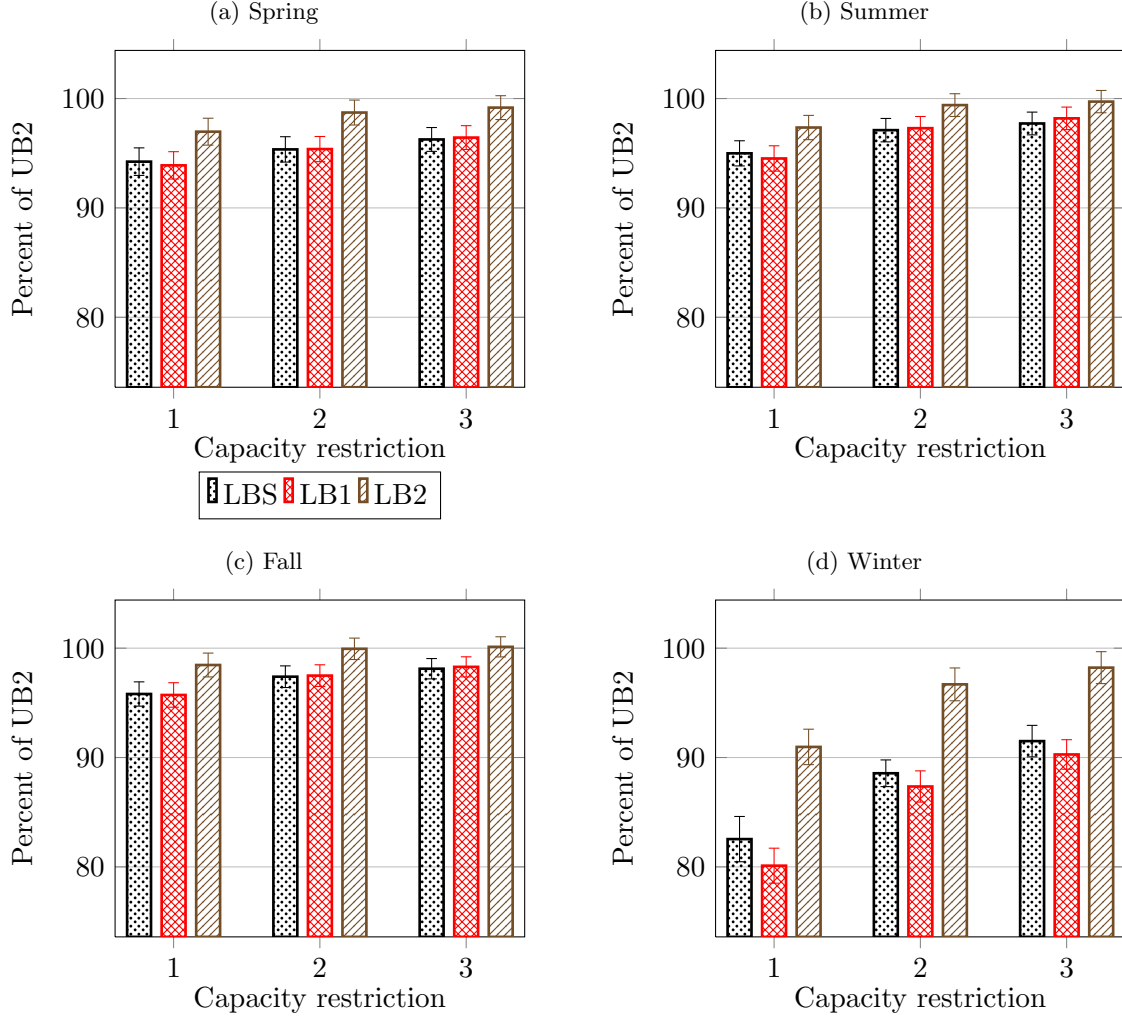 (a) Spring
100
90
80
Percent of UB2
1 2 3
Capacity restriction
(b) Summer
100
90
80
Percent of UB2
1 2 3
Capacity restriction
LBS LB1 LB2
(c) Fall
100
90
80
Percent of UB2
1 2 3
Capacity restriction
(d) Winter
100
90
80
Percent of UB2
1 2 3
Capacity restriction